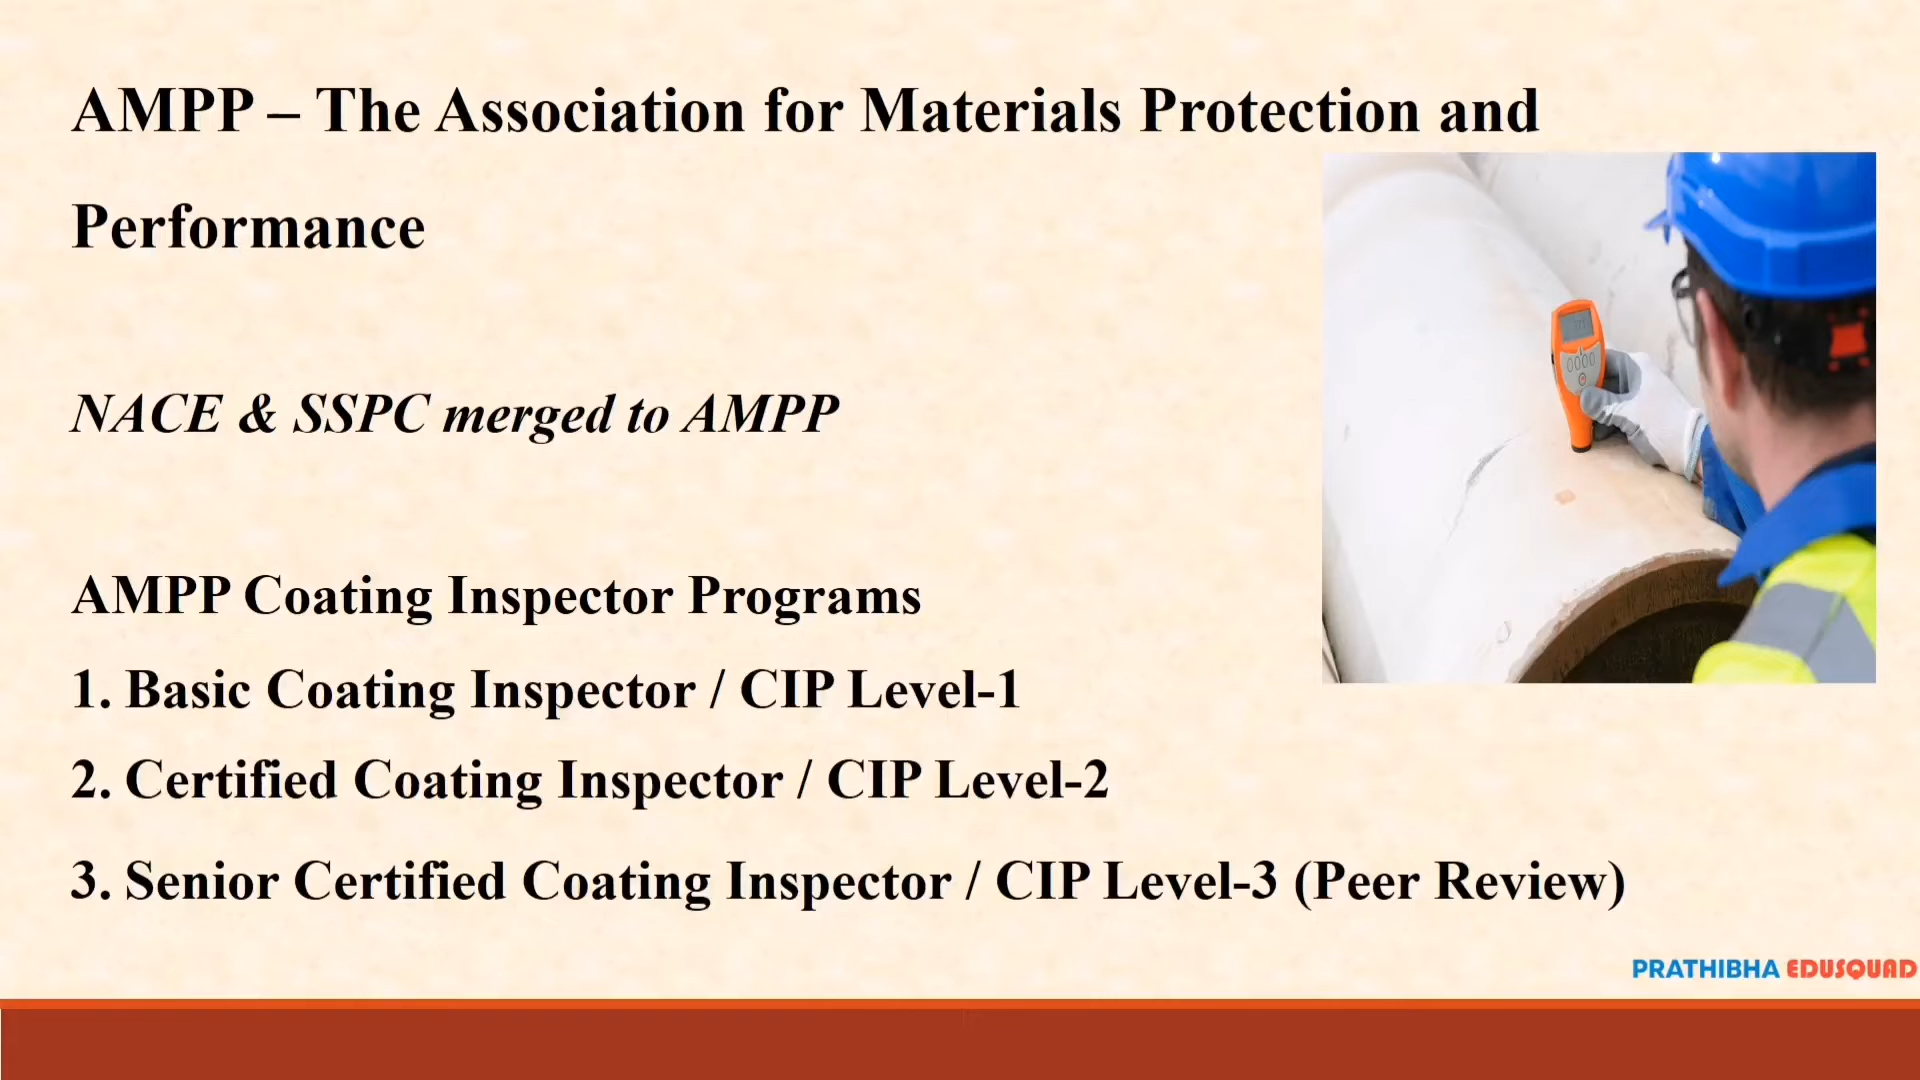 AMPP – The Association for Materials Protection and
Performance
NACE & SSPC merged to AMPP
AMPP Coating Inspector Programs
1. Basic Coating Inspector / CIP Level-1
2. Certified Coating Inspector / CIP Level-2
3. Senior Certified Coating Inspector / CIP Level-3 (Peer Review)
PRATHIBHA EDUSQUAD